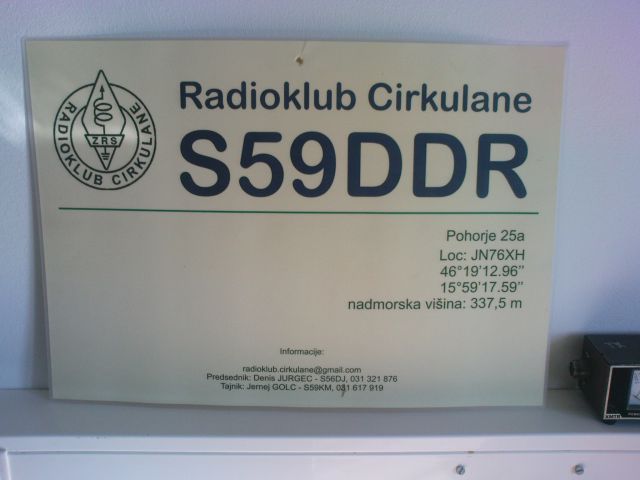 RADIOKLUB CIRKULANE
ZRS
Radioklub Cirkulane
S59DDR
Pohorje 25a
Loc: JN76XH
46°19'12.96''
15°59'17.59''
nadmorska višina: 337,5 m
Informacije:
radioklub.cirkulane@gmail.com
Predsednik: Denis JURGEC - S56DJ, 031 321 876
Tajnik: Jernej GOLC - S59KM, 031 617 919
TX